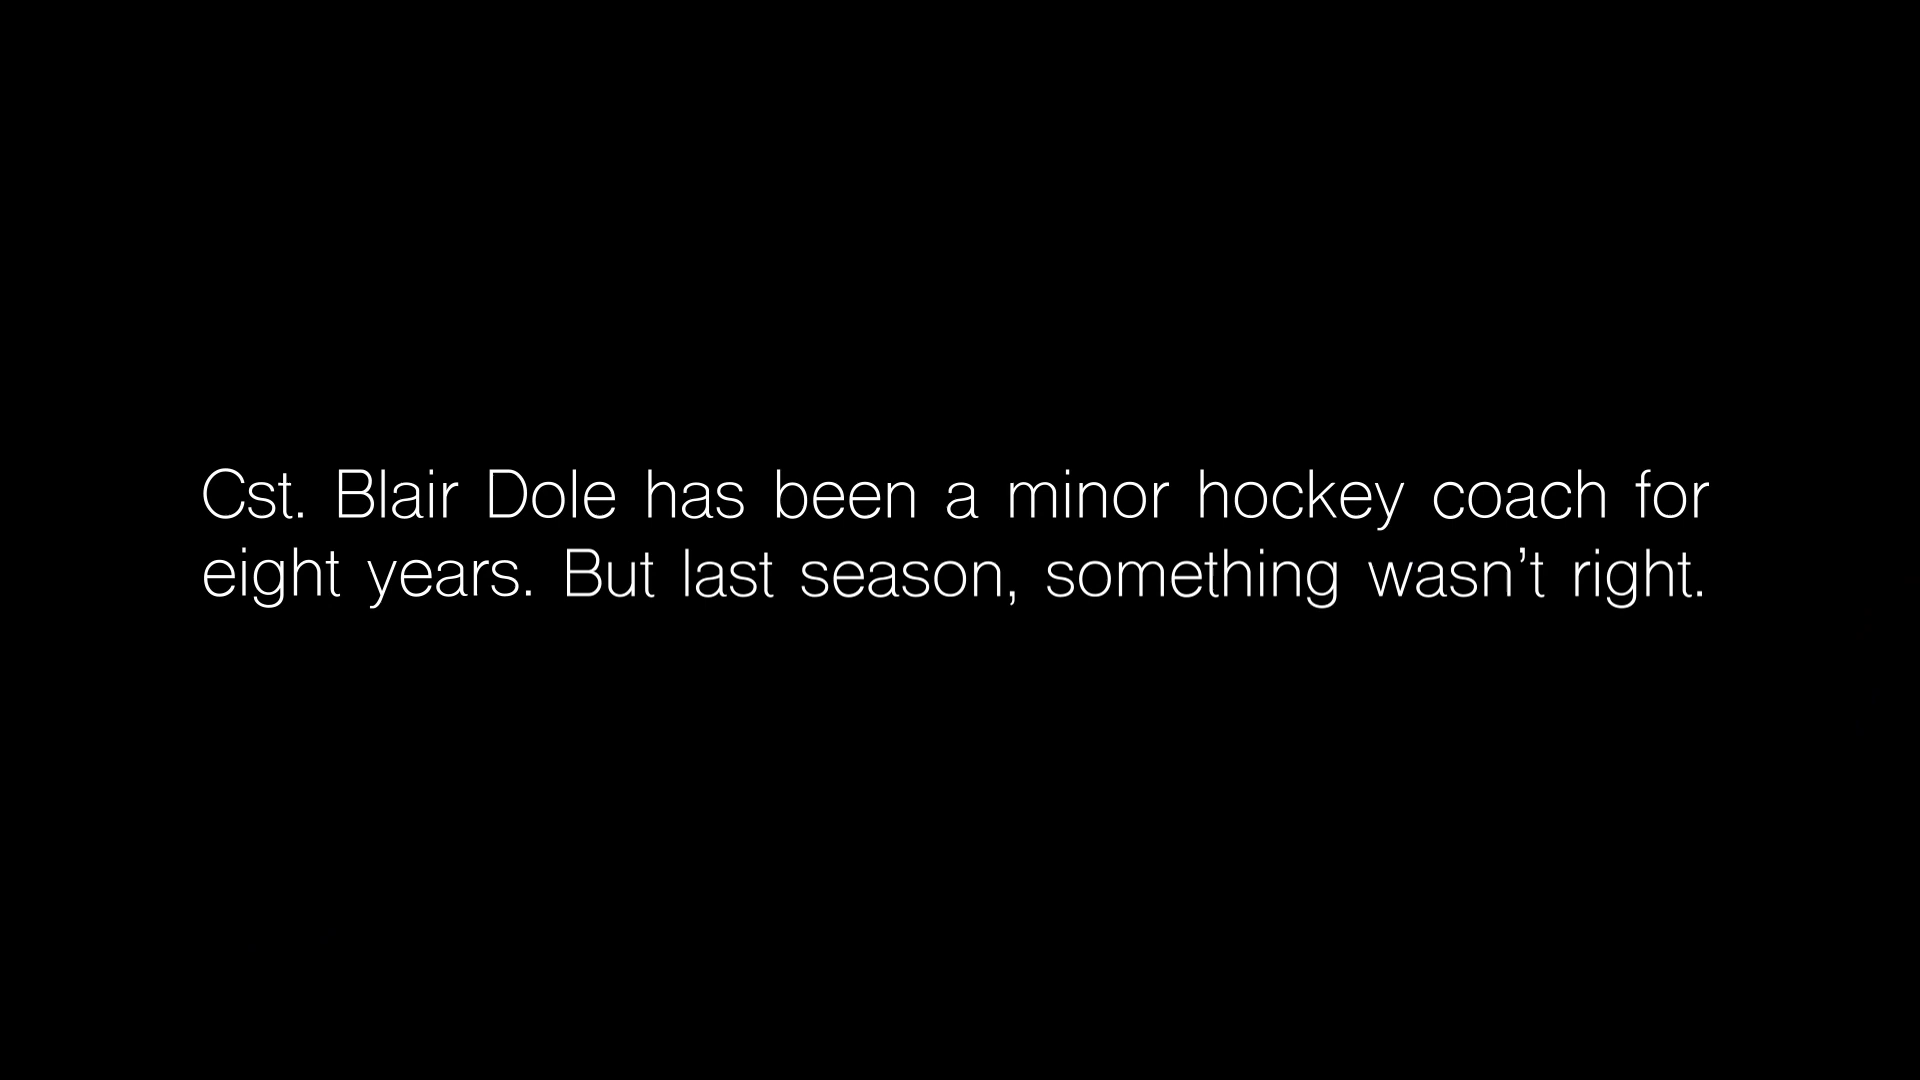 Cst. Blair Dole has been a minor hockey coach for
eight years. But last season, something wasn’t right.